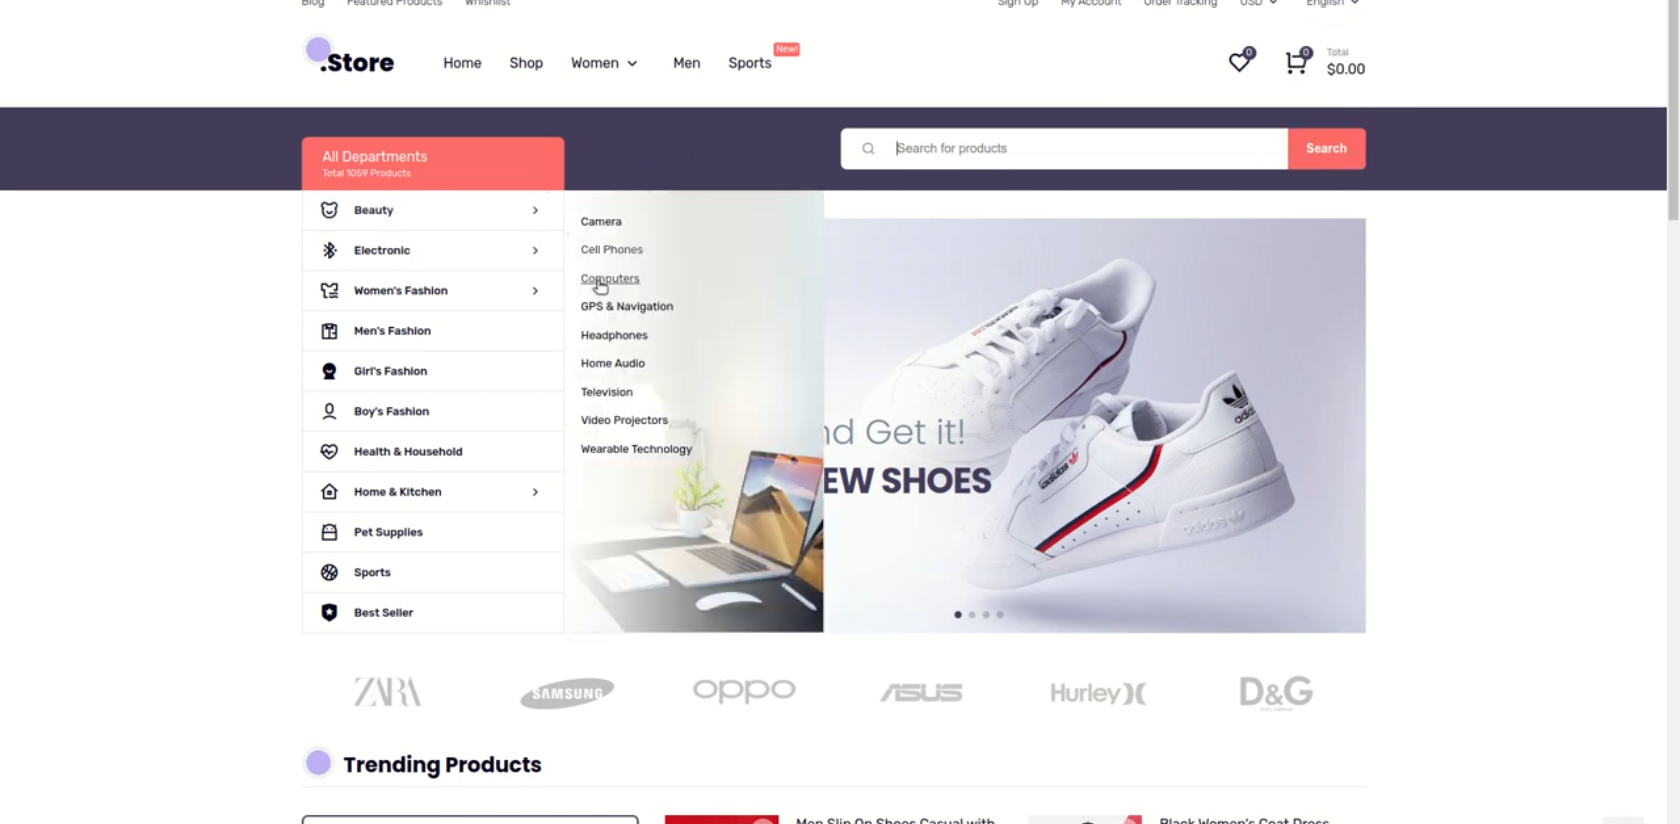 Blog Featured Products Whishlist
Sign Up My Account Order Tracking USD English
.Store
Home Shop Women Men Sports New!
0 0 Total
$0.00
All Departments
Total 1059 Products
Search for products Search
Beauty
Electronic
Women's Fashion
Men's Fashion
Girl's Fashion
Boy's Fashion
Health & Household
Home & Kitchen
Pet Supplies
Sports
Best Seller
Camera
Cell Phones
Computers
GPS & Navigation
Headphones
Home Audio
Television
Video Projectors
Wearable Technology
nd Get it!
EW SHOES
adidas
adidas
adidas
ZARA SAMSUNG oppo ASUS Hurley D&G
Trending Products
Men Slip On Shoes Casual with
Black Women's Coat Dress